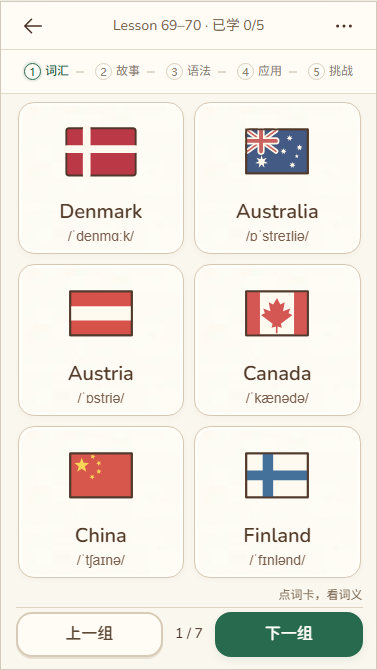 Lesson 69–70 · 已学 0/5
1 词汇 – 2 故事 – 3 语法 – 4 应用 – 5 挑战
Denmark Australia
/ˈdenmɑːk/ /ɒˈstreɪliə/
Austria Canada
/ˈɒstriə/ /ˈkænədə/
China Finland
/ˈtʃaɪnə/ /ˈfɪnlənd/
点词卡，看词义
上一组 1 / 7 下一组